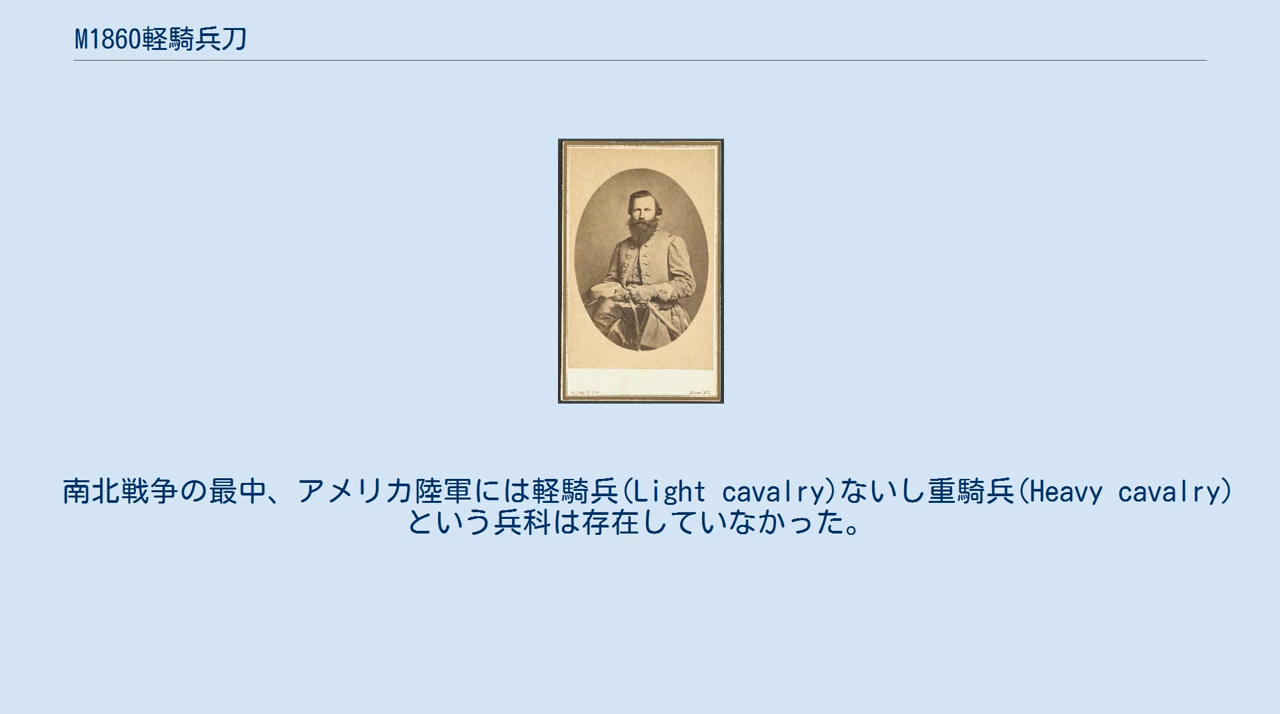 M1860軽騎兵刀
南北戦争の最中、アメリカ陸軍には軽騎兵(Light cavalry)ないし重騎兵(Heavy cavalry)
という兵科は存在していなかった。